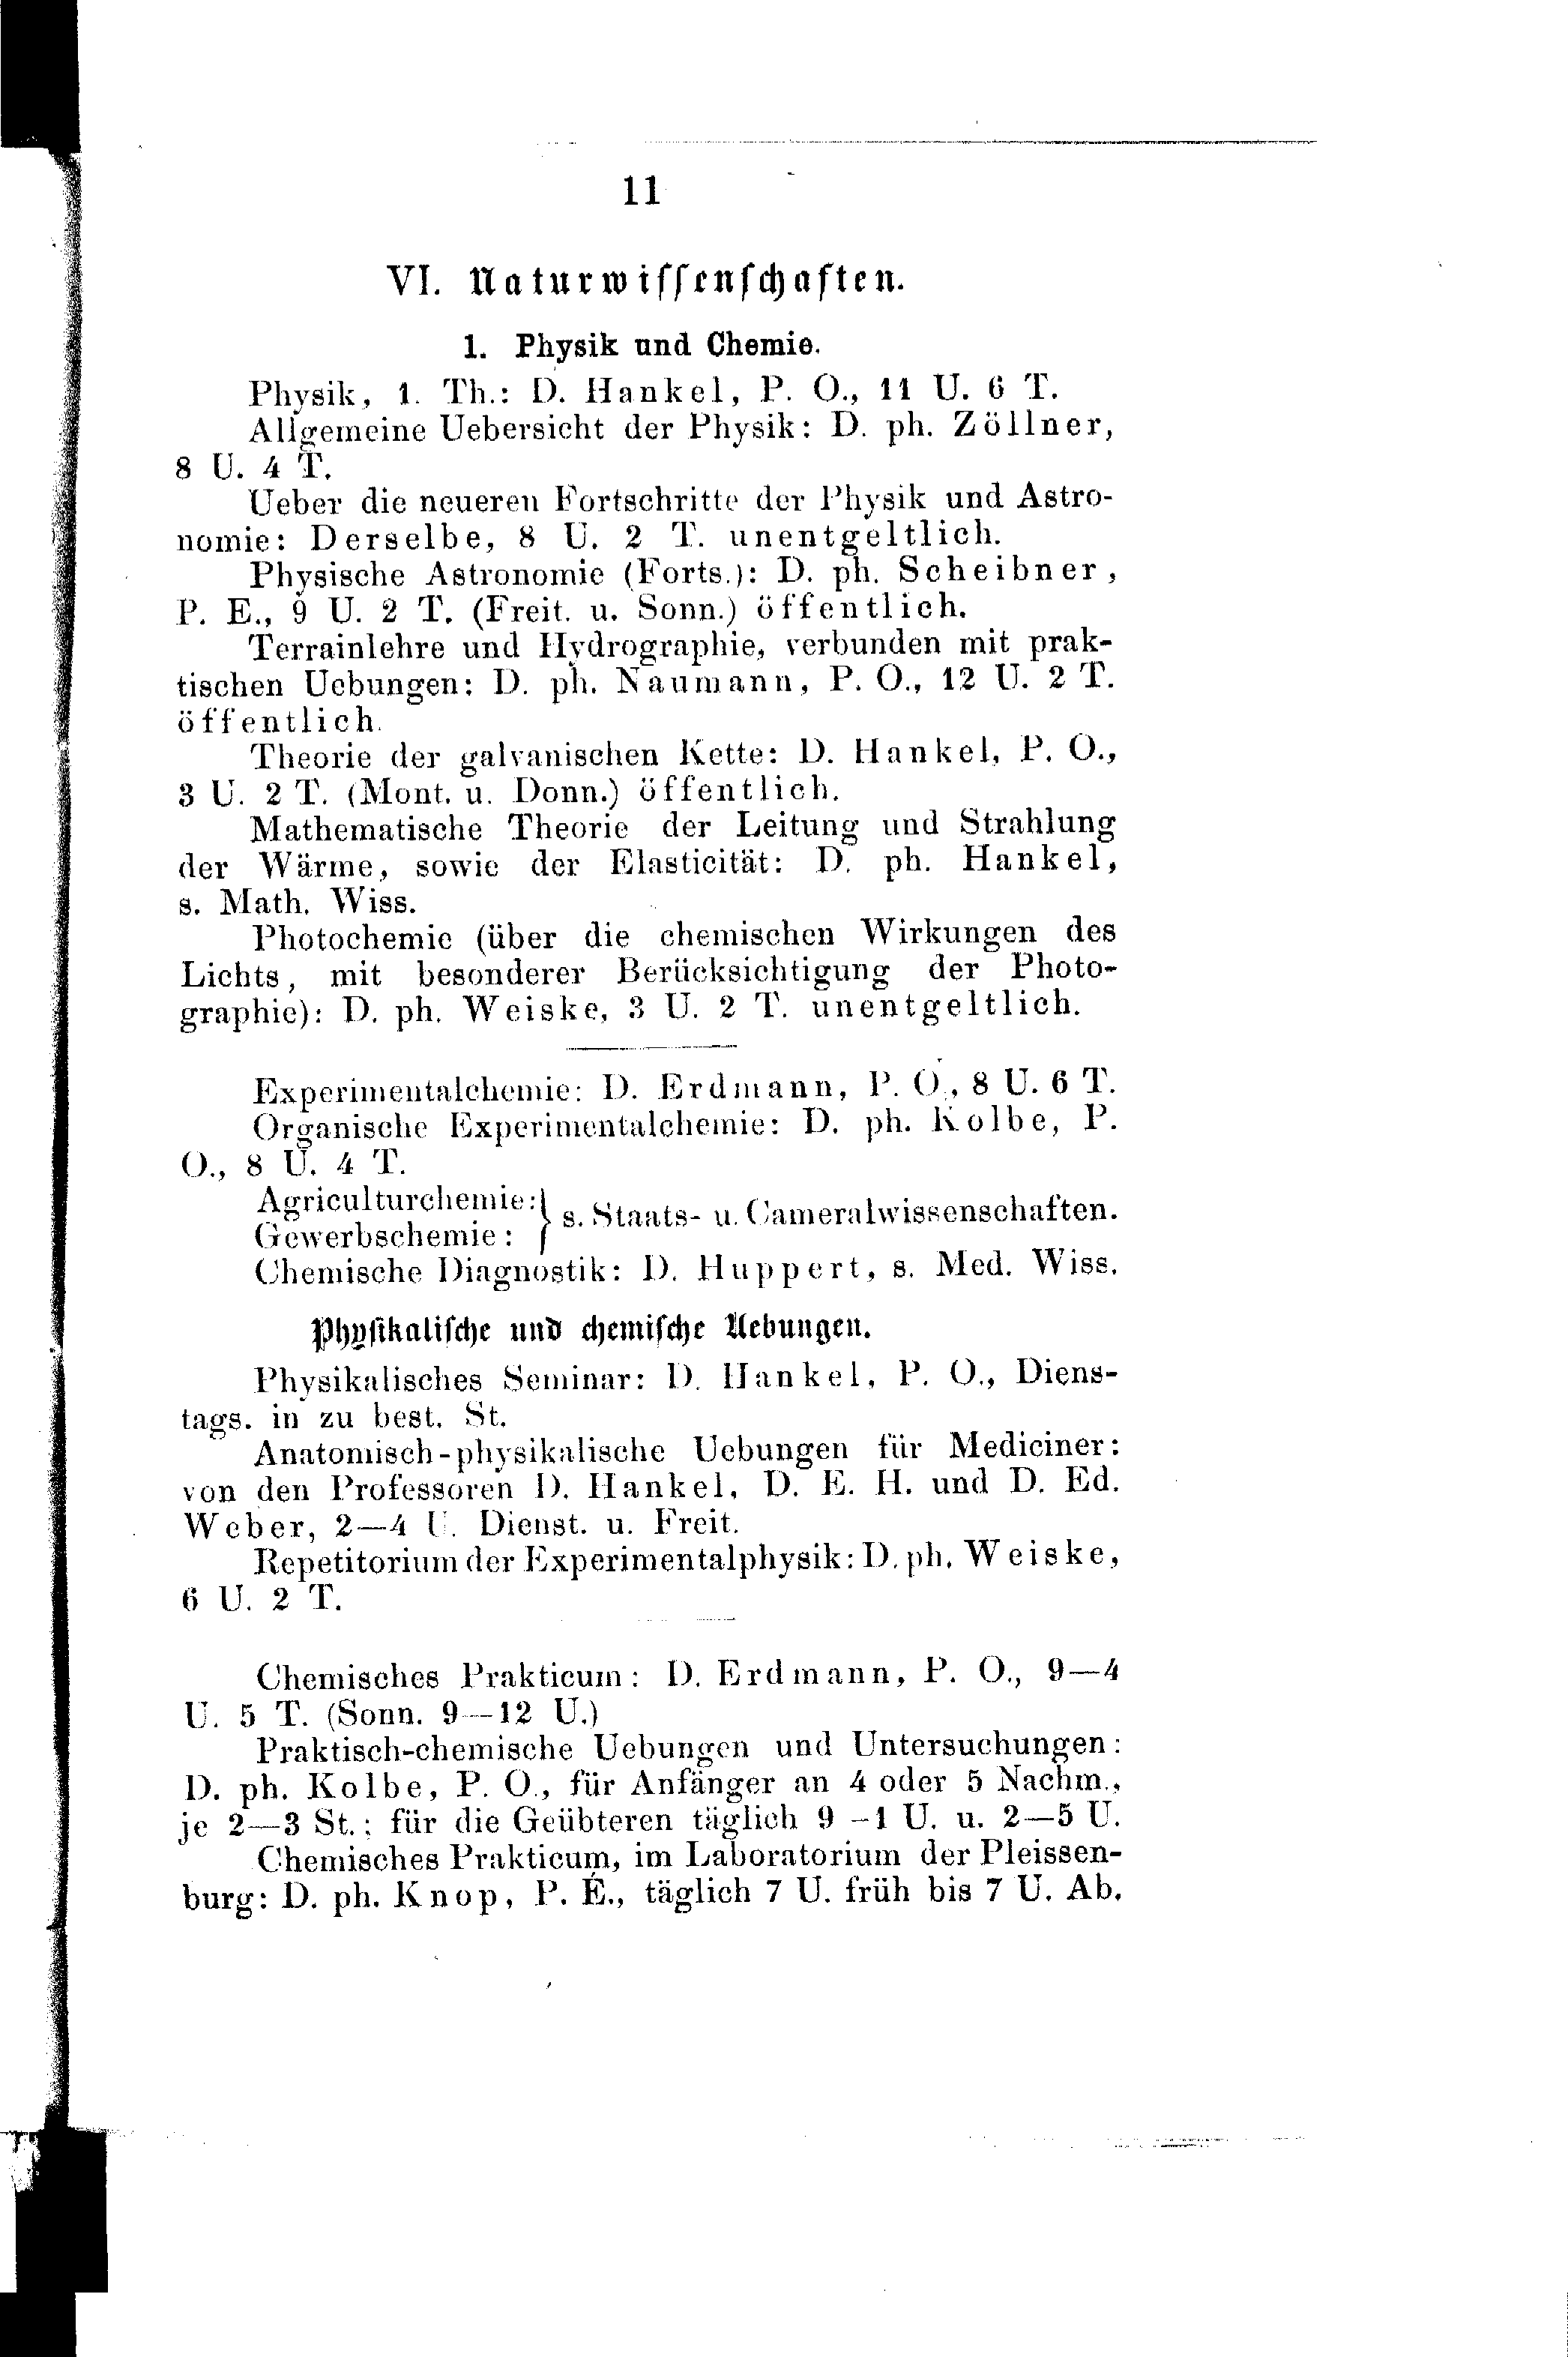 11
VI. Naturwissenschaften.
1. Physik und Chemie.
Physik, 1. Th.: D. Hankel, P. O., 11 U. 6 T.
Allgemeine Uebersicht der Physik: D. ph. Zöllner,
8 U. 4 T.
Ueber die neueren Fortschritte der Physik und Astro-
nomie: Derselbe, 8 U. 2 T. unentgeltlich.
Physische Astronomie (Forts.): D. ph. Scheibner,
P. E., 9 U. 2 T. (Freit. u. Sonn.) öffentlich.
Terrainlehre und Hydrographie, verbunden mit prak-
tischen Uebungen: D. ph. Naumann, P. O., 12 U. 2 T.
öffentlich.
Theorie der galvanischen Kette: D. Hankel, P. O.,
3 U. 2 T. (Mont. u. Donn.) öffentlich.
Mathematische Theorie der Leitung und Strahlung
der Wärme, sowie der Elasticität: D. ph. Hankel,
s. Math. Wiss.
Photochemie (über die chemischen Wirkungen des
Lichts, mit besonderer Berücksichtigung der Photo-
graphie): D. ph. Weiske, 3 U. 2 T. unentgeltlich.
Experimentalchemie: D. Erdmann, P. O., 8 U. 6 T.
Organische Experimentalchemie: D. ph. Kolbe, P.
O., 8 U. 4 T.
Agriculturchemie: } s. Staats- u. Cameralwissenschaften.
Gewerbschemie:
Chemische Diagnostik: D. Huppert, s. Med. Wiss.
Physikalische und chemische Uebungen.
Physikalisches Seminar: D. Hankel, P. O., Diens-
tags. in zu best. St.
Anatomisch-physikalische Uebungen für Mediciner:
von den Professoren D. Hankel, D. E. H. und D. Ed.
Weber, 2—4 U. Dienst. u. Freit.
Repetitorium der Experimentalphysik: D. ph. Weiske,
6 U. 2 T.
Chemisches Prakticum: D. Erdmann, P. O., 9—4
U. 5 T. (Sonn. 9—12 U.)
Praktisch-chemische Uebungen und Untersuchungen:
D. ph. Kolbe, P. O., für Anfänger an 4 oder 5 Nachm.,
je 2—3 St.; für die Geübteren täglich 9—1 U. u. 2—5 U.
Chemisches Prakticum, im Laboratorium der Pleissen-
burg: D. ph. Knop, P. E., täglich 7 U. früh bis 7 U. Ab.